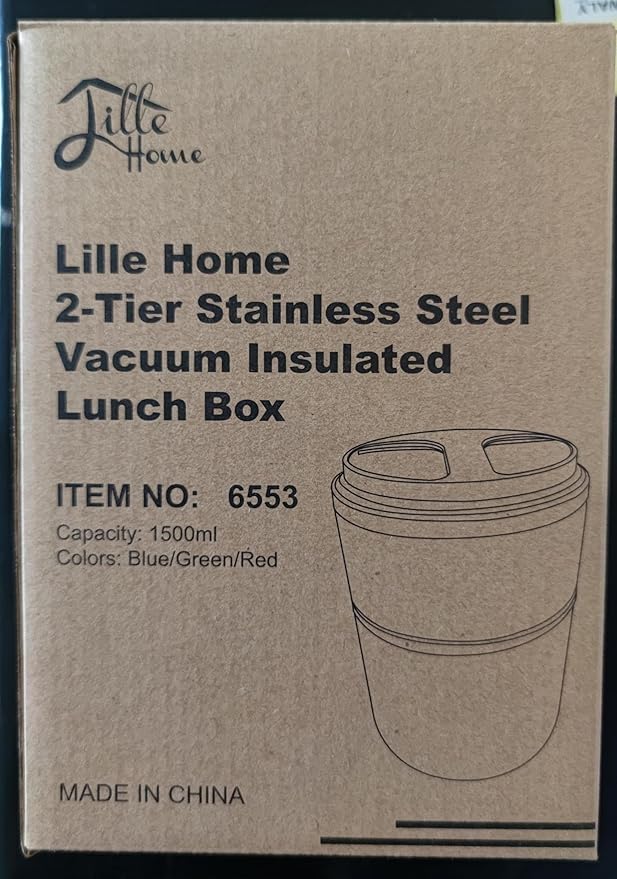 Lille
Home
Lille Home
2-Tier Stainless Steel
Vacuum Insulated
Lunch Box
ITEM NO: 6553
Capacity: 1500ml
Colors: Blue/Green/Red
MADE IN CHINA